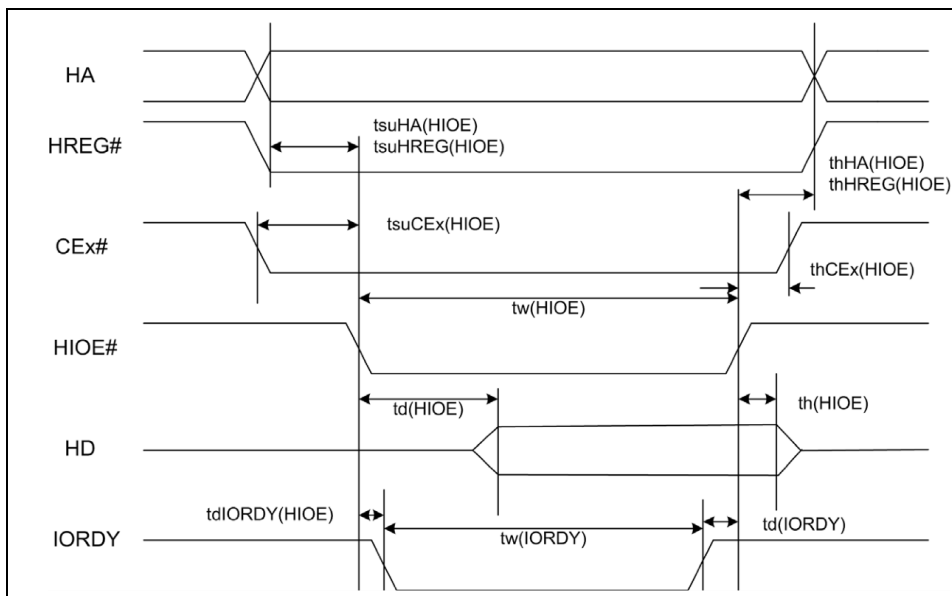 HA
tsuHA(HIOE)
tsuHREG(HIOE)
HREG#
thHA(HIOE)
thHREG(HIOE)
tsuCEx(HIOE)
CEx#
thCEx(HIOE)
tw(HIOE)
HIOE#
td(HIOE)
th(HIOE)
HD
tdIORDY(HIOE)
tw(IORDY)
td(IORDY)
IORDY